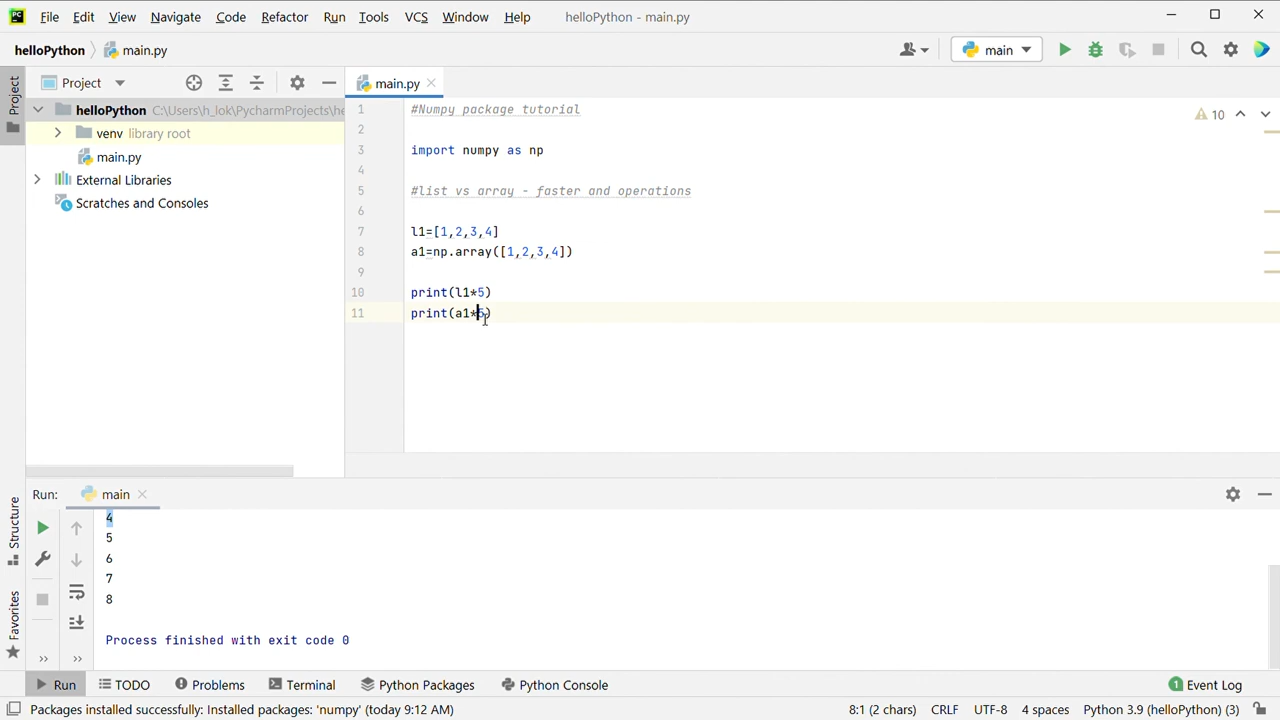 PC File Edit View Navigate Code Refactor Run Tools VCS Window Help helloPython - main.py
helloPython main.py main
Project
Project main.py
helloPython C:\Users\h_lok\PycharmProjects\he
venv library root
main.py
External Libraries
Scratches and Consoles
10
1 #Numpy package tutorial
2
3 import numpy as np
4
5 #list vs array - faster and operations
6
7 l1=[1,2,3,4]
8 a1=np.array([1,2,3,4])
9
10 print(l1*5)
11 print(a1*5)
Structure
Favorites
Run: main
4
5
6
7
8
Process finished with exit code 0
Run TODO Problems Terminal Python Packages Python Console 1 Event Log
Packages installed successfully: Installed packages: 'numpy' (today 9:12 AM) 8:1 (2 chars) CRLF UTF-8 4 spaces Python 3.9 (helloPython) (3)